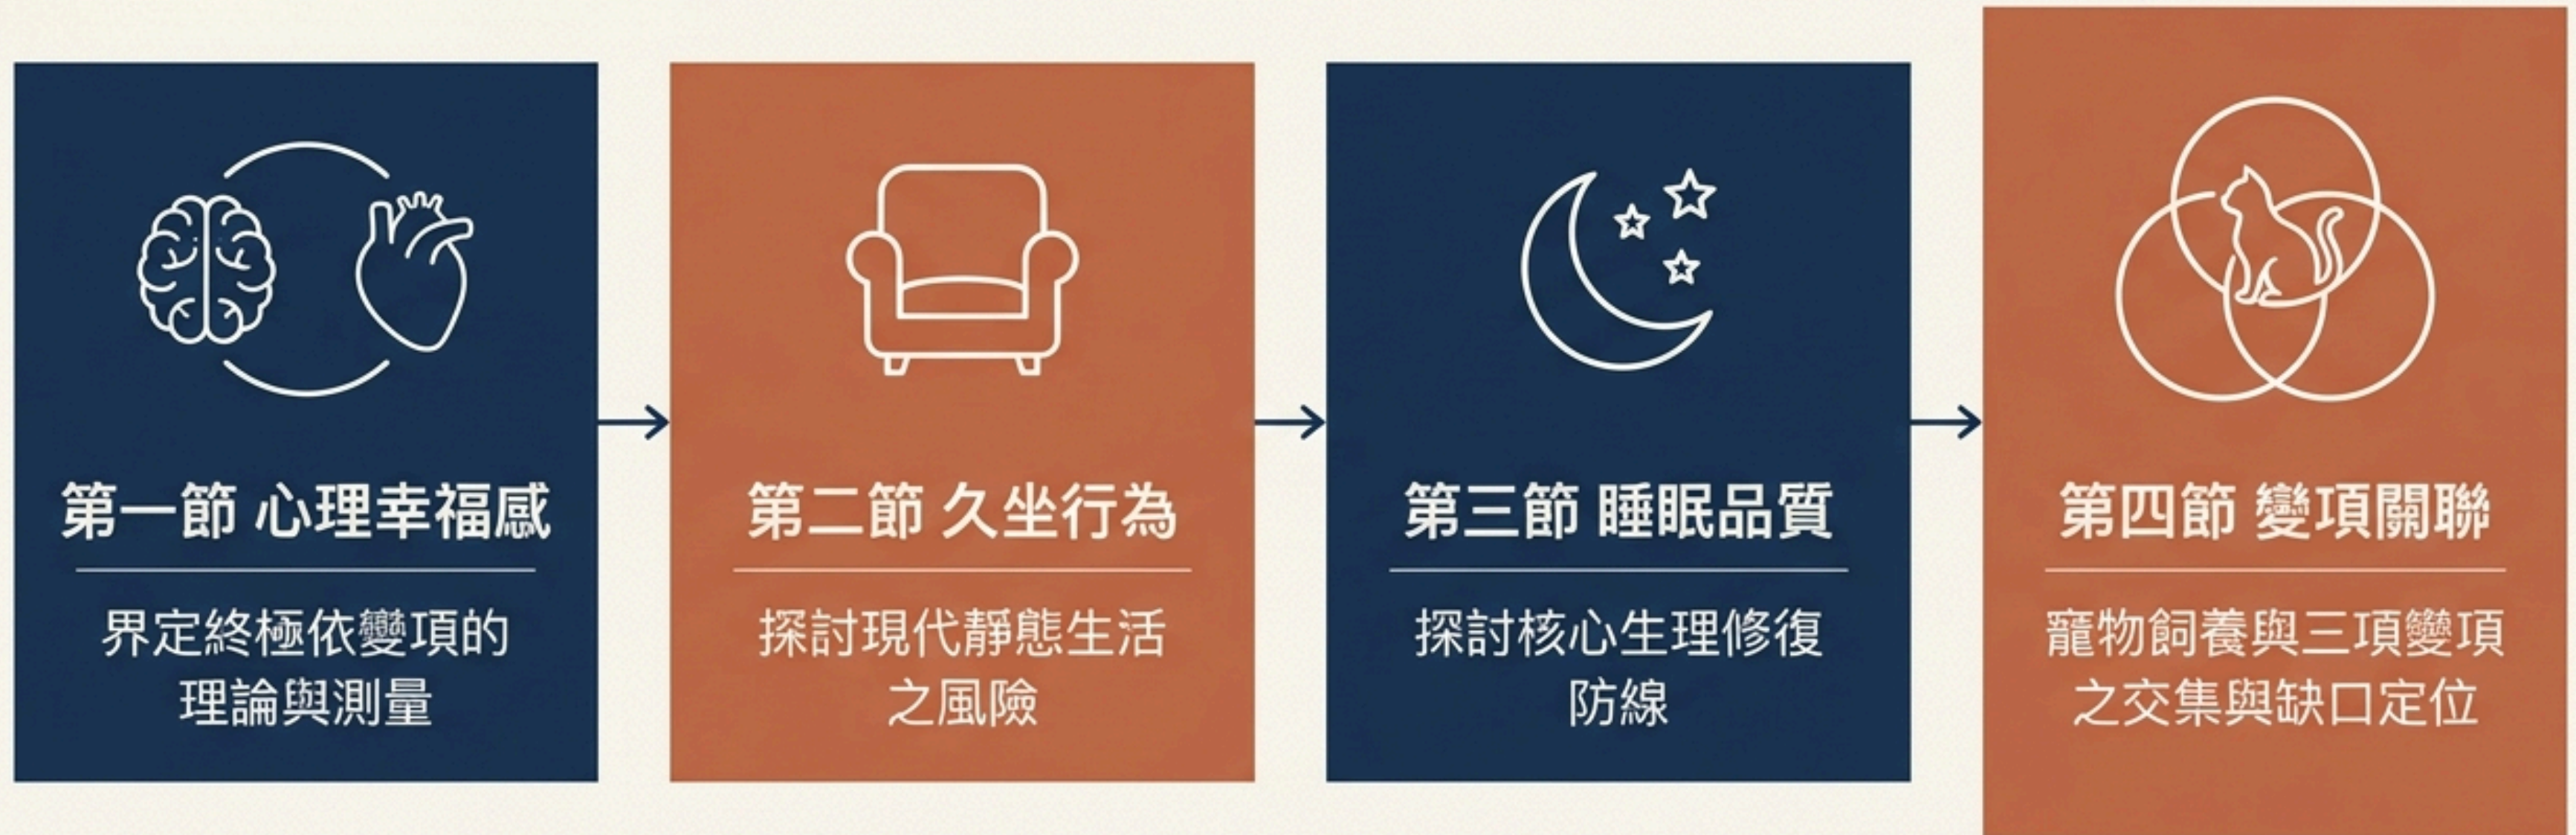 第一節 心理幸福感
界定終極依變項的
理論與測量
第二節 久坐行為
探討現代靜態生活
之風險
第三節 睡眠品質
探討核心生理修復
防線
第四節 變項關聯
寵物飼養與三項變項
之交集與缺口定位